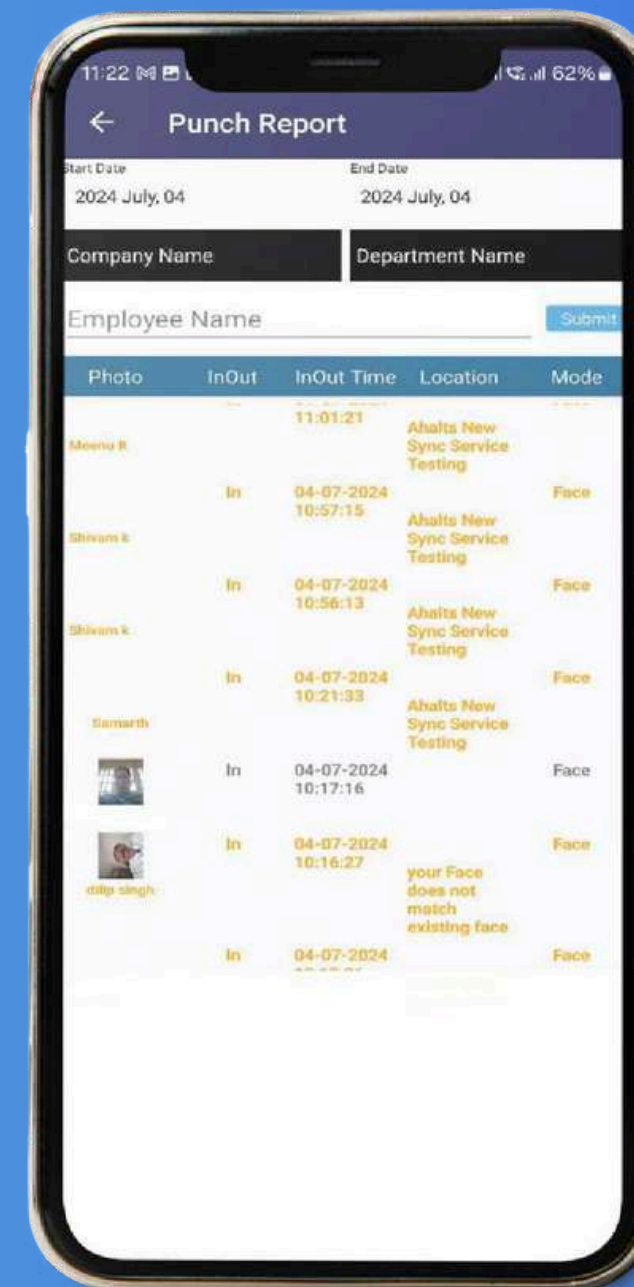 11:22 62%
Punch Report
Start Date End Date
2024 July, 04 2024 July, 04
Company Name Department Name
Employee Name Submit
Photo InOut InOut Time Location Mode
11:01:21
Meenu R Ahalts New
Sync Service
Testing
In 04-07-2024 Face
10:57:15
Shivam k Ahalts New
Sync Service
Testing
In 04-07-2024 Face
10:56:13
Shivam k Ahalts New
Sync Service
Testing
In 04-07-2024 Face
10:21:33
Samarth Ahalts New
Sync Service
Testing
In 04-07-2024 Face
10:17:16
In 04-07-2024 Face
10:16:27
dilip singh your Face
does not
match
existing face
In 04-07-2024 Face